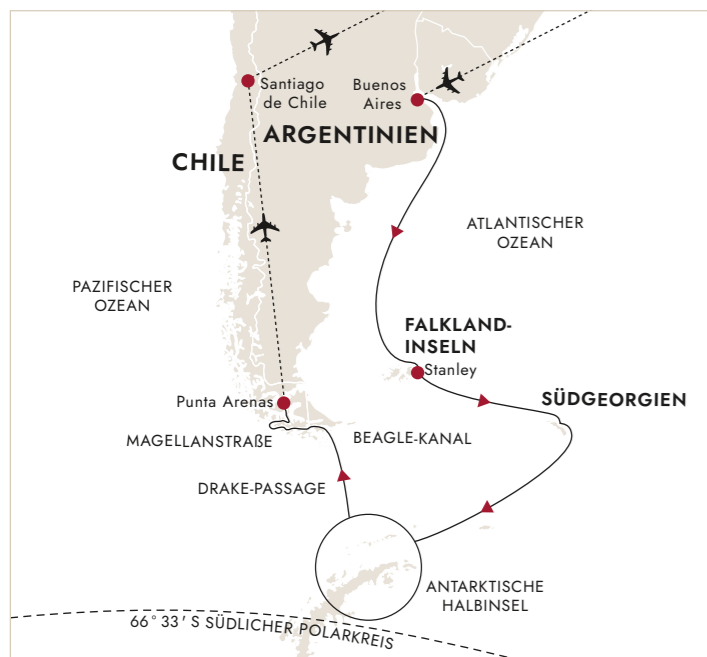 Santiago
de Chile
Buenos
Aires
ARGENTINIEN
CHILE
ATLANTISCHER
OZEAN
PAZIFISCHER
OZEAN
FALKLAND-
INSELN
Stanley
SÜDGEORGIEN
Punta Arenas
MAGELLANSTRAßE
BEAGLE-KANAL
DRAKE-PASSAGE
ANTARKTISCHE
HALBINSEL
66° 33' S SÜDLICHER POLARKREIS